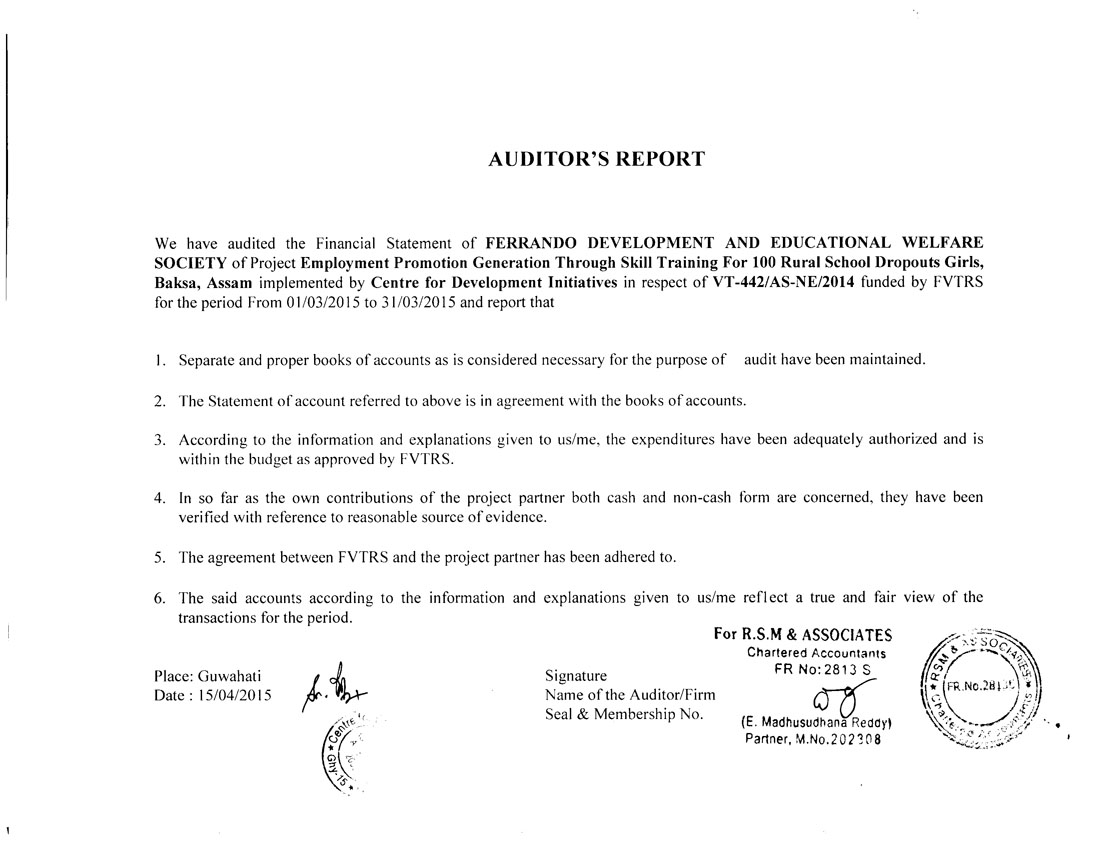 AUDITOR'S REPORT
We have audited the Financial Statement of FERRANDO DEVELOPMENT AND EDUCATIONAL WELFARE
SOCIETY of Project Employment Promotion Generation Through Skill Training For 100 Rural School Dropouts Girls,
Baksa, Assam implemented by Centre for Development Initiatives in respect of VT-442/AS-NE/2014 funded by FVTRS
for the period From 01/03/2015 to 31/03/2015 and report that
1. Separate and proper books of accounts as is considered necessary for the purpose of audit have been maintained.
2. The Statement of account referred to above is in agreement with the books of accounts.
3. According to the information and explanations given to us/me, the expenditures have been adequately authorized and is
within the budget as approved by FVTRS.
4. In so far as the own contributions of the project partner both cash and non-cash form are concerned, they have been
verified with reference to reasonable source of evidence.
5. The agreement between FVTRS and the project partner has been adhered to.
6. The said accounts according to the information and explanations given to us/me reflect a true and fair view of the
transactions for the period.
For R.S.M & ASSOCIATES
Chartered Accountants
FR No: 2813 S
Place: Guwahati
Date : 15/04/2015
Signature
Name of the Auditor/Firm
Seal & Membership No.
(E. Madhusudhana Reddy)
Partner, M.No.202308
RSM & ASSOCIATES
FR.No.2813S
Chartered Accountants
Centre
Ghy-15